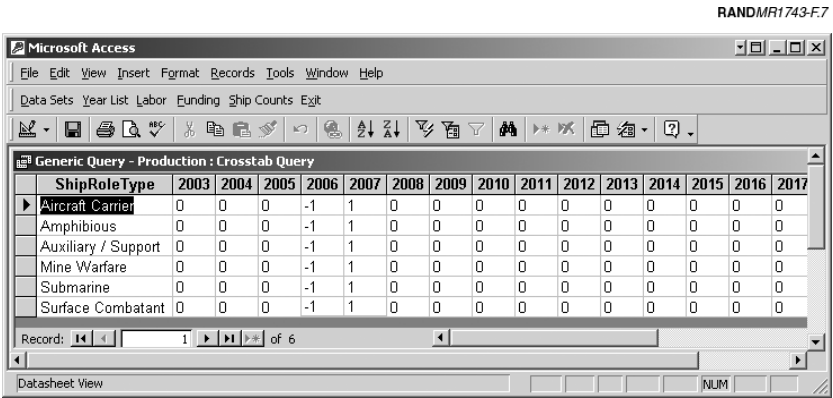 RANDMR1743-F.7
Microsoft Access
File Edit View Insert Format Records Tools Window Help
Data Sets Year List Labor Funding Ship Counts Exit
ABC
Generic Query - Production : Crosstab Query
ShipRoleType 2003 2004 2005 2006 2007 2008 2009 2010 2011 2012 2013 2014 2015 2016 2017
Aircraft Carrier 0 0 0 -1 1 0 0 0 0 0 0 0 0 0 0
Amphibious 0 0 0 -1 1 0 0 0 0 0 0 0 0 0 0
Auxiliary / Support 0 0 0 -1 1 0 0 0 0 0 0 0 0 0 0
Mine Warfare 0 0 0 -1 1 0 0 0 0 0 0 0 0 0 0
Submarine 0 0 0 -1 1 0 0 0 0 0 0 0 0 0 0
Surface Combatant 0 0 0 -1 1 0 0 0 0 0 0 0 0 0 0
Record: 1 of 6
Datasheet View NUM